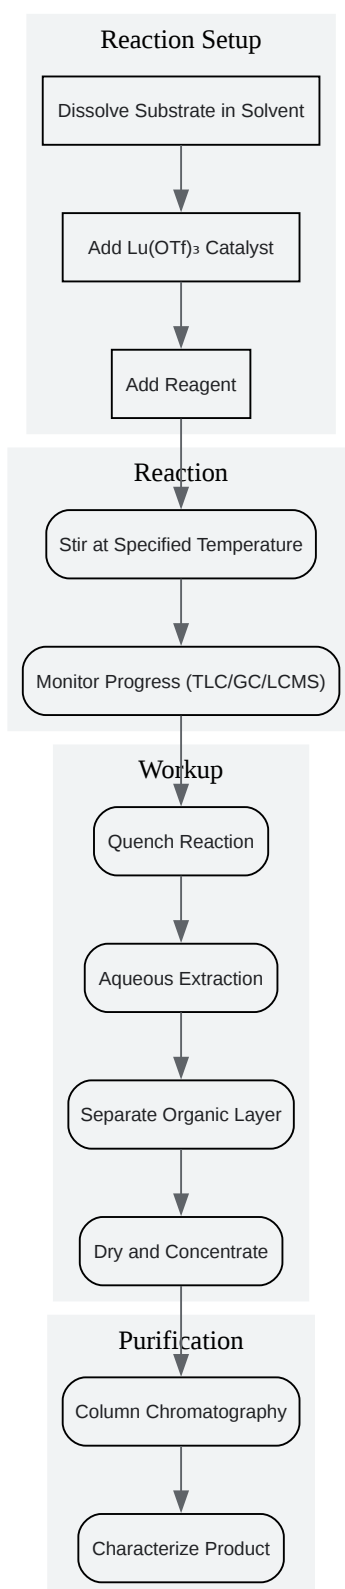 Reaction Setup
Dissolve Substrate in Solvent
Add Lu(OTf)₃ Catalyst
Add Reagent
Reaction
Stir at Specified Temperature
Monitor Progress (TLC/GC/LCMS)
Workup
Quench Reaction
Aqueous Extraction
Separate Organic Layer
Dry and Concentrate
Purification
Column Chromatography
Characterize Product